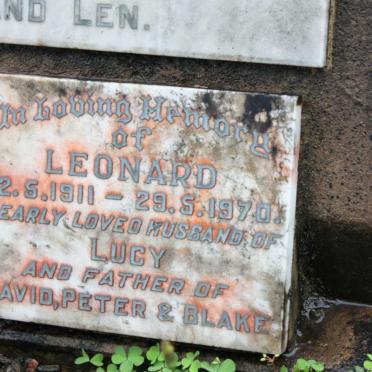 AND LEN.
In Loving Memory
of
LEONARD
2.5.1911 – 29.5.1970.
DEARLY LOVED HUSBAND OF
LUCY
AND FATHER OF
DAVID, PETER & BLAKE